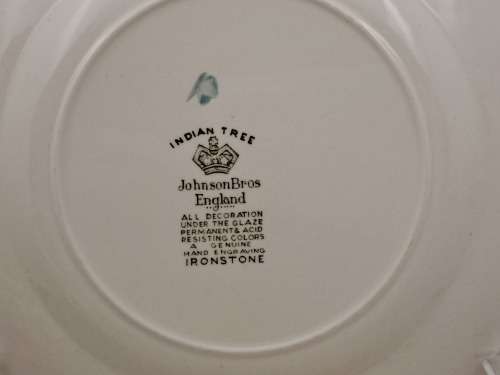 INDIAN TREE
JohnsonBros
England
ALL DECORATION
UNDER THE GLAZE
PERMANENT & ACID
RESISTING COLORS
A GENUINE
HAND ENGRAVING
IRONSTONE